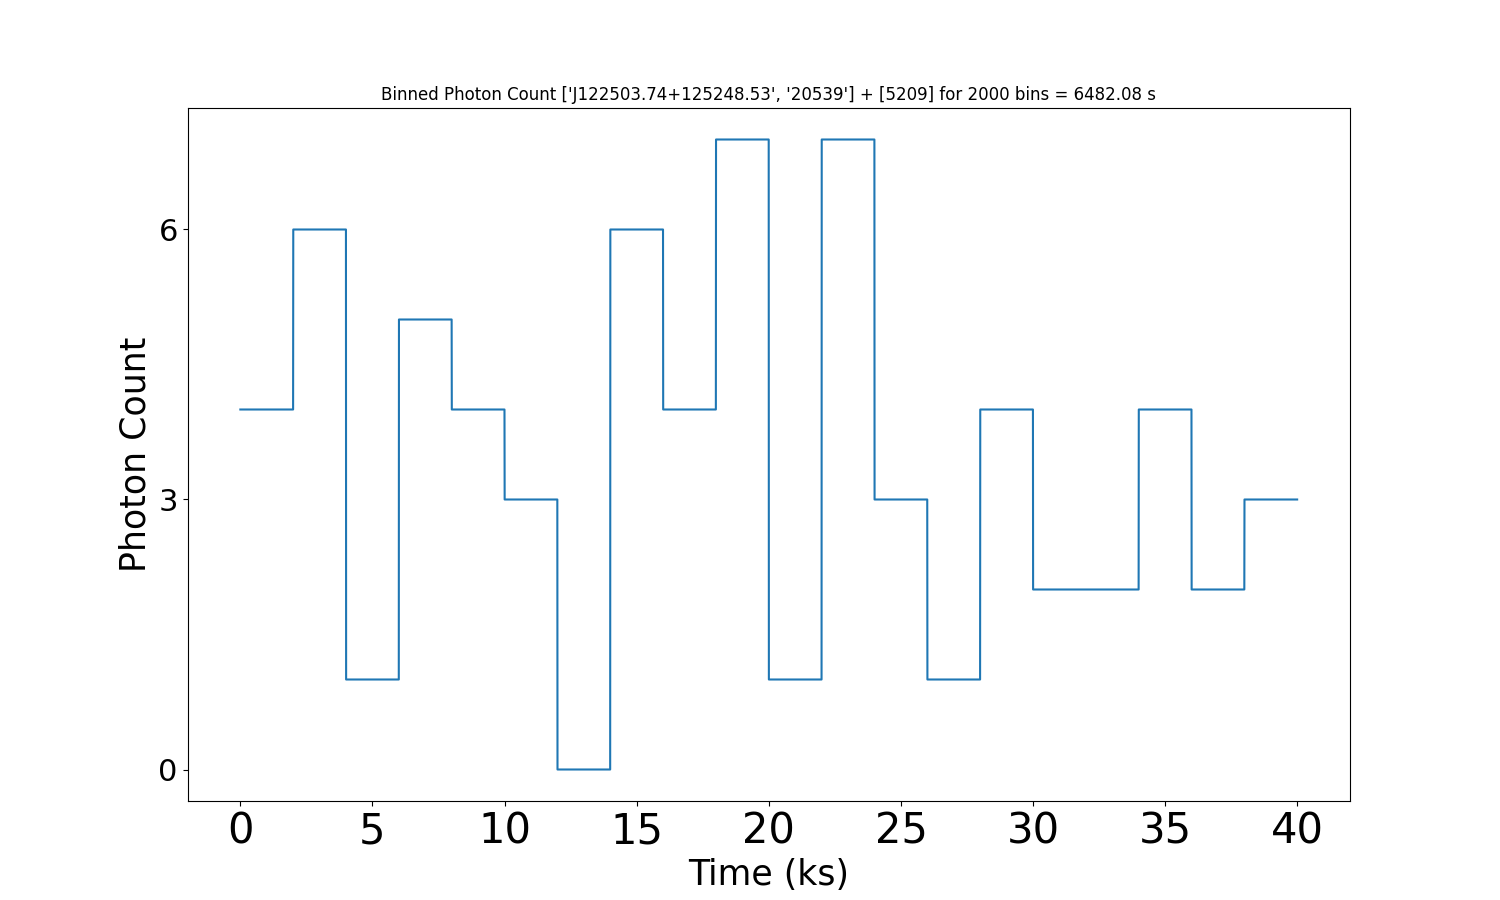 Binned Photon Count ['J122503.74+125248.53', '20539'] + [5209] for 2000 bins = 6482.08 s
Photon Count
6
3
0
0 5 10 15 20 25 30 35 40
Time (ks)